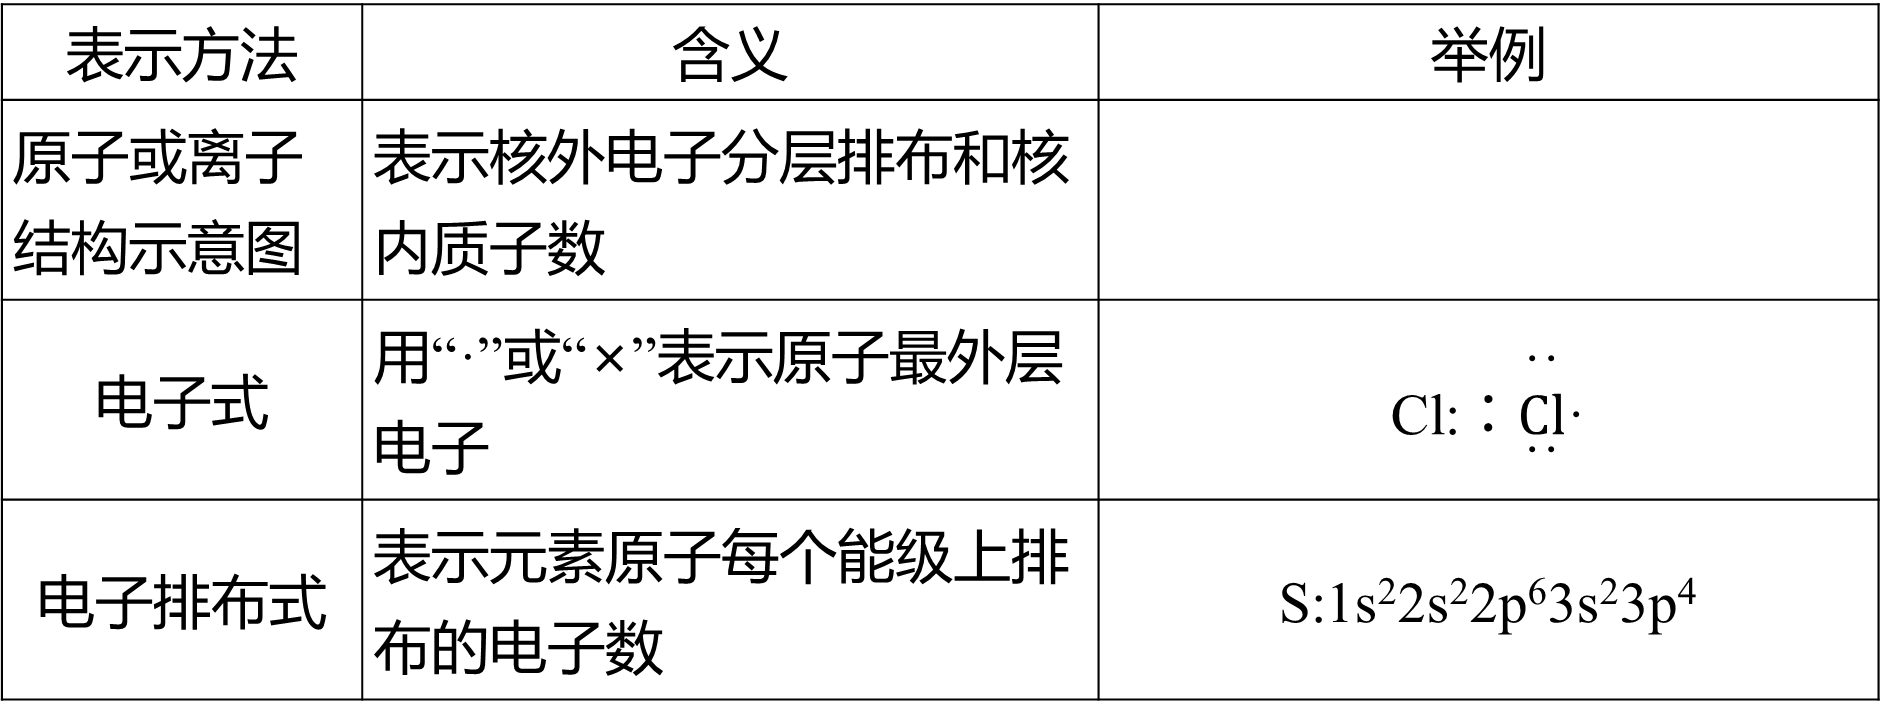 表示方法 含义 举例
原子或离子
结构示意图
表示核外电子分层排布和核
内质子数
电子式
用“·”或“×”表示原子最外层
电子
Cl:∶C̤̈l·
电子排布式
表示元素原子每个能级上排
布的电子数
S:1s²2s²2p⁶3s²3p⁴